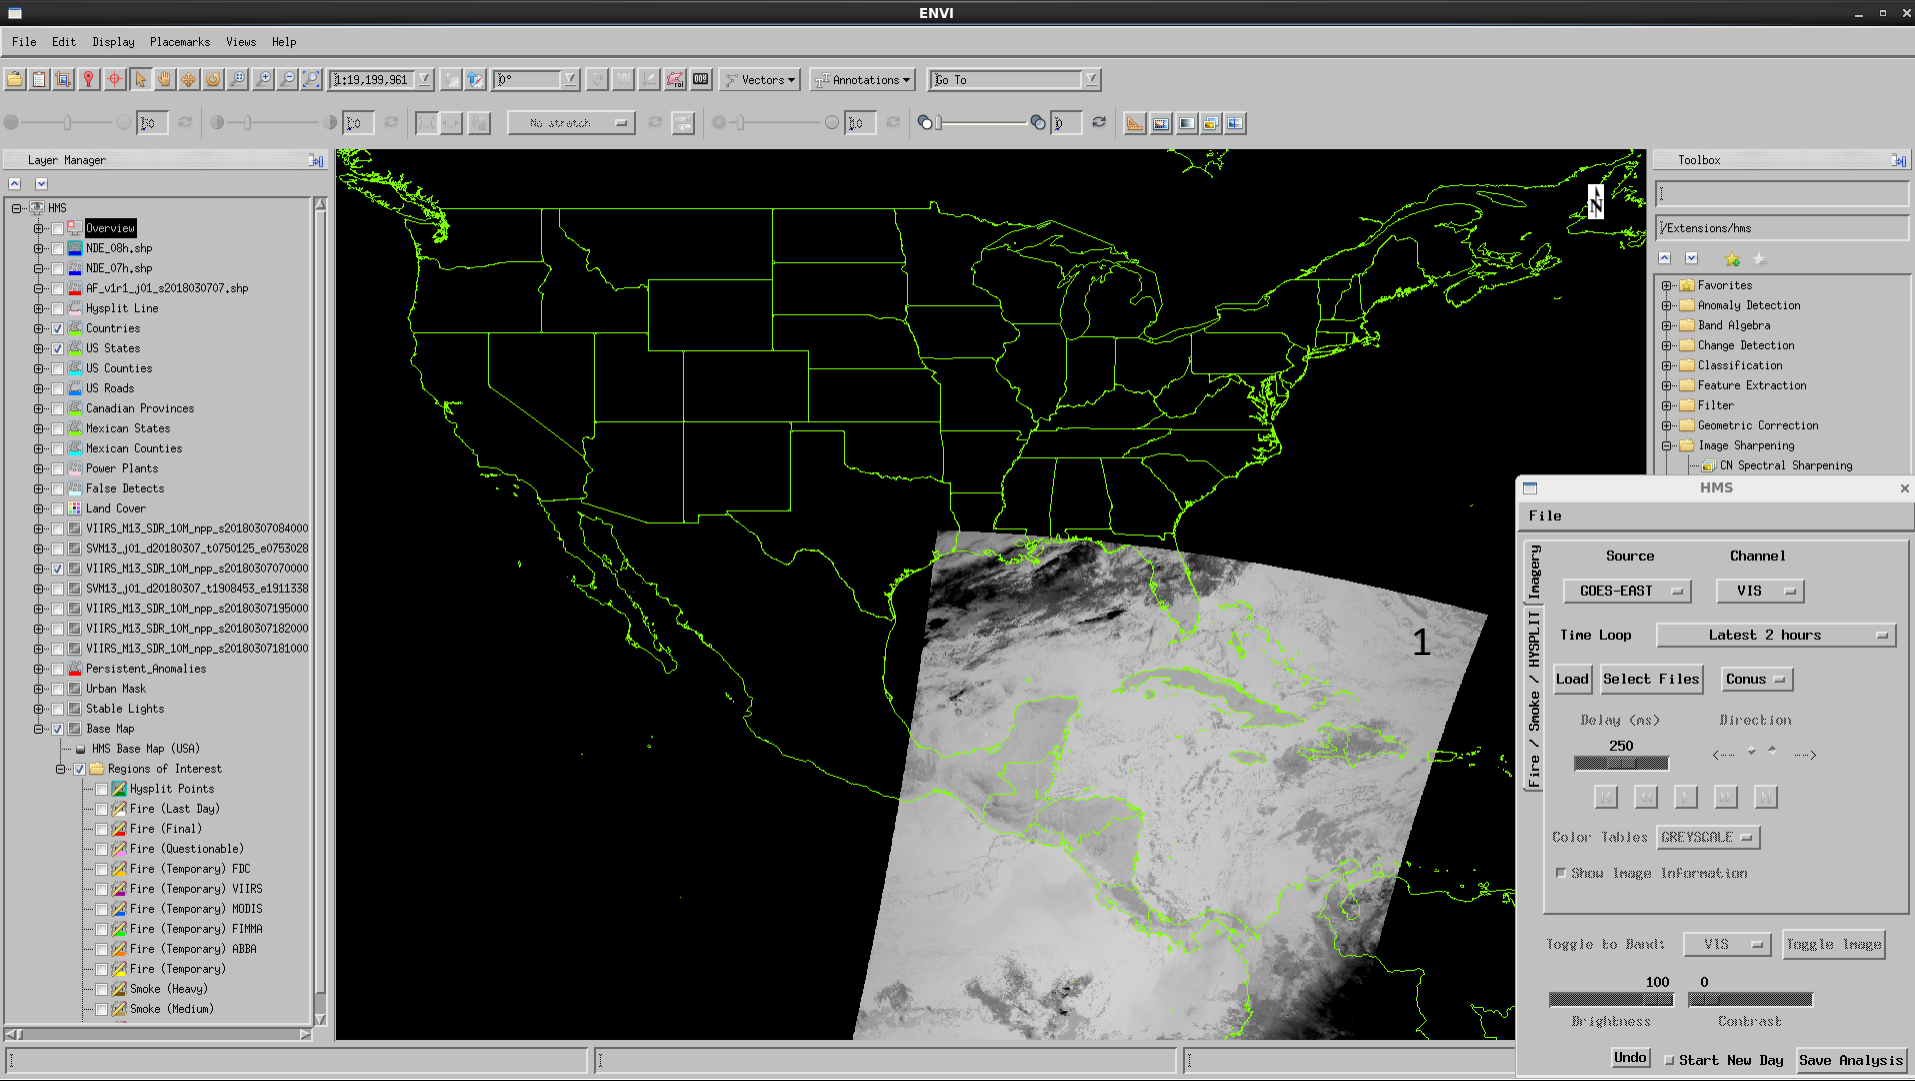 ENVI
File Edit Display Placemarks Views Help
1:19,199,961 0° Vectors Annotations Go To
No stretch
Layer Manager
HMS
Overview
NDE_08h.shp
NDE_07h.shp
AF_v1r1_j01_s2018030707.shp
Hysplit Line
Countries
US States
US Counties
US Roads
Canadian Provinces
Mexican States
Mexican Counties
Power Plants
False Detects
Land Cover
VIIRS_M13_SDR_10M_npp_s20180307084000
SVM13_j01_d20180307_t0750125_e0753028
VIIRS_M13_SDR_10M_npp_s20180307070000
SVM13_j01_d20180307_t1908453_e1911338
VIIRS_M13_SDR_10M_npp_s20180307195000
VIIRS_M13_SDR_10M_npp_s20180307182000
VIIRS_M13_SDR_10M_npp_s20180307181000
Persistent_Anomalies
Urban Mask
Stable Lights
Base Map
HMS Base Map (USA)
Regions of Interest
Hysplit Points
Fire (Last Day)
Fire (Final)
Fire (Questionable)
Fire (Temporary) FDC
Fire (Temporary) VIIRS
Fire (Temporary) MODIS
Fire (Temporary) FIMMA
Fire (Temporary) ABBA
Fire (Temporary)
Smoke (Heavy)
Smoke (Medium)
N
1
Toolbox
/Extensions/hms
Favorites
Anomaly Detection
Band Algebra
Change Detection
Classification
Feature Extraction
Filter
Geometric Correction
Image Sharpening
CN Spectral Sharpening
HMS
File
Imagery
Fire / Smoke / HYSPLIT
Source Channel
GOES-EAST VIS
Time Loop Latest 2 hours
Load Select Files Conus
Delay (ms) Direction
250
<---- ---->
Color Tables GREYSCALE
Show Image Information
Toggle to Band: VIS Toggle Image
100 0
Brightness Contrast
Undo Start New Day Save Analysis